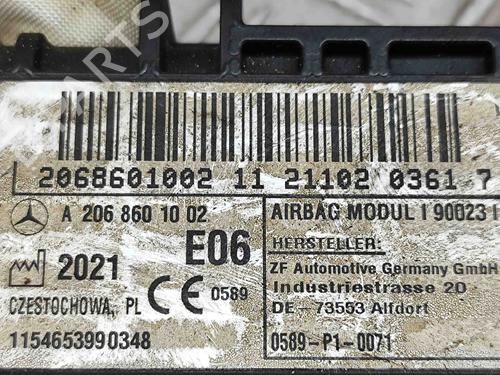 L 2068601002 11 211102 0361 7
A 206 860 10 02
E06
2021
0589
CZESTOCHOWA, PL
1154653990348
AIRBAG MODUL I 90023
HERSTELLER:
ZF Automotive Germany GmbH
Industriestrasse 20
DE-73553 Alfdorf
0589-P1-0071